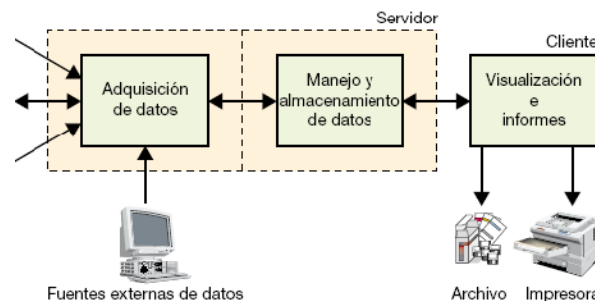 Servidor
Cliente
Adquisición
de datos
Manejo y
almacenamiento
de datos
Visualización
e
informes
Fuentes externas de datos
Archivo
Impresora